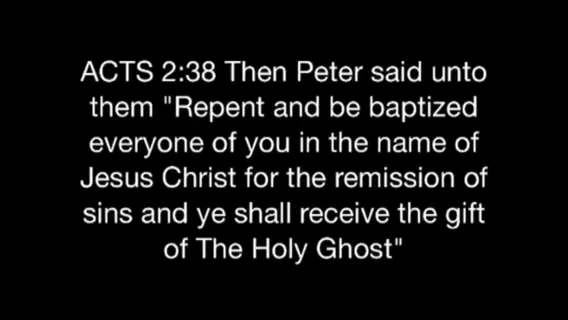 ACTS 2:38 Then Peter said unto
them "Repent and be baptized
everyone of you in the name of
Jesus Christ for the remission of
sins and ye shall receive the gift
of The Holy Ghost"